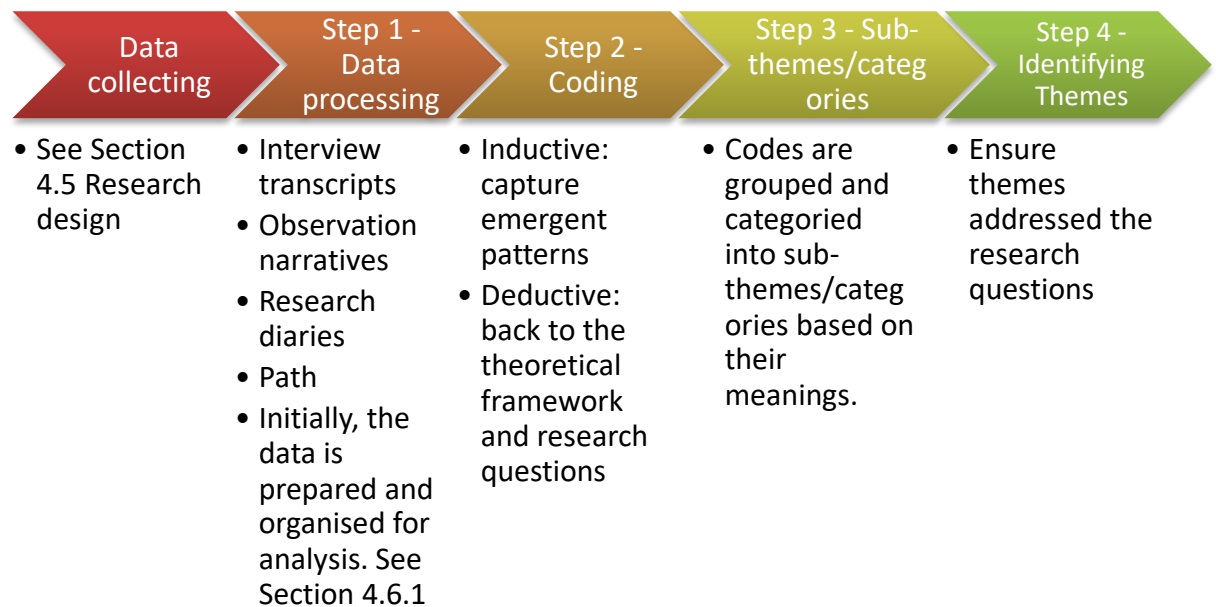 Data
collecting
Step 1 -
Data
processing
Step 2 -
Coding
Step 3 - Sub-
themes/categ
ories
Step 4 -
Identifying
Themes
• See Section
4.5 Research
design
• Interview
transcripts
• Observation
narratives
• Research
diaries
• Path
• Initially, the
data is
prepared and
organised for
analysis. See
Section 4.6.1
• Inductive:
capture
emergent
patterns
• Deductive:
back to the
theoretical
framework
and research
questions
• Codes are
grouped and
categoried
into sub-
themes/categ
ories based on
their
meanings.
• Ensure
themes
addressed the
research
questions